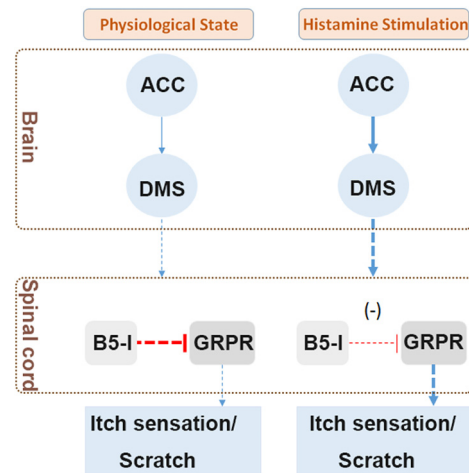 Physiological State
Histamine Stimulation
Brain
ACC
ACC
DMS
DMS
Spinal cord
(-)
B5-I
GRPR
B5-I
GRPR
Itch sensation/
Scratch
Itch sensation/
Scratch